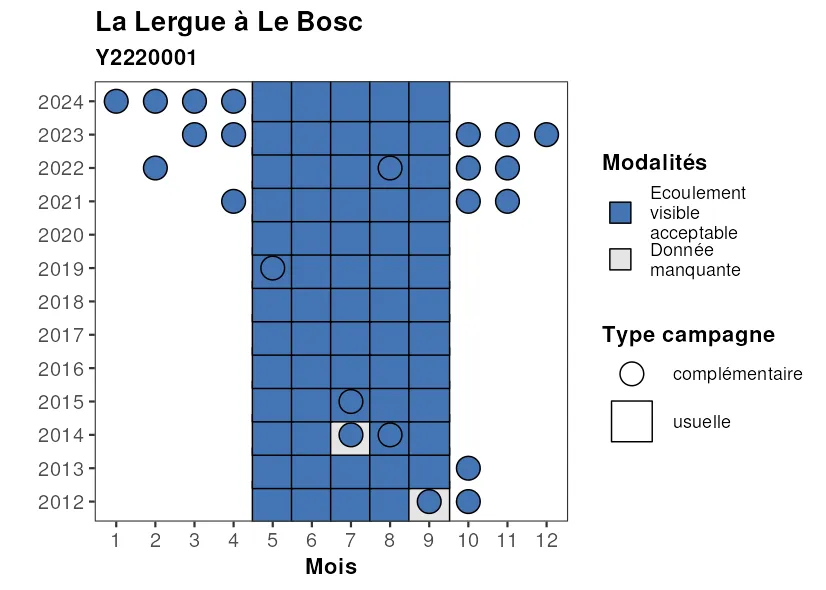 La Lergue à Le Bosc
Y2220001
2024
2023
2022
2021
2020
2019
2018
2017
2016
2015
2014
2013
2012
1 2 3 4 5 6 7 8 9 10 11 12
Mois
Modalités
Ecoulement
visible
acceptable
Donnée
manquante
Type campagne
complémentaire
usuelle